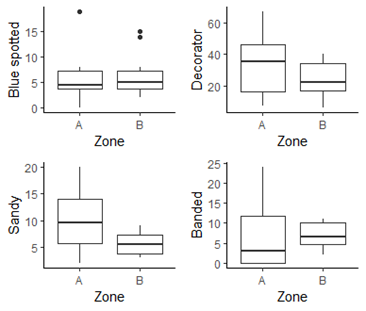 Blue spotted
15
10
5
0
A B
Zone
Decorator
60
40
20
A B
Zone
Sandy
20
15
10
5
A B
Zone
Banded
25
20
15
10
5
0
A B
Zone